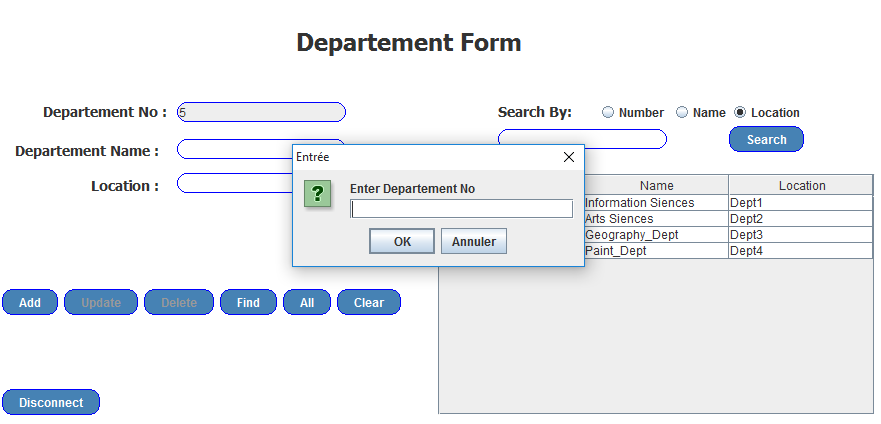 Departement Form
Departement No :
5
Search By:
Number
Name
Location
Departement Name :
Search
Location :
Entrée
?
Enter Departement No
OK
Annuler
Name
Location
Information Siences
Dept1
Arts Siences
Dept2
Geography_Dept
Dept3
Paint_Dept
Dept4
Add
Update
Delete
Find
All
Clear
Disconnect